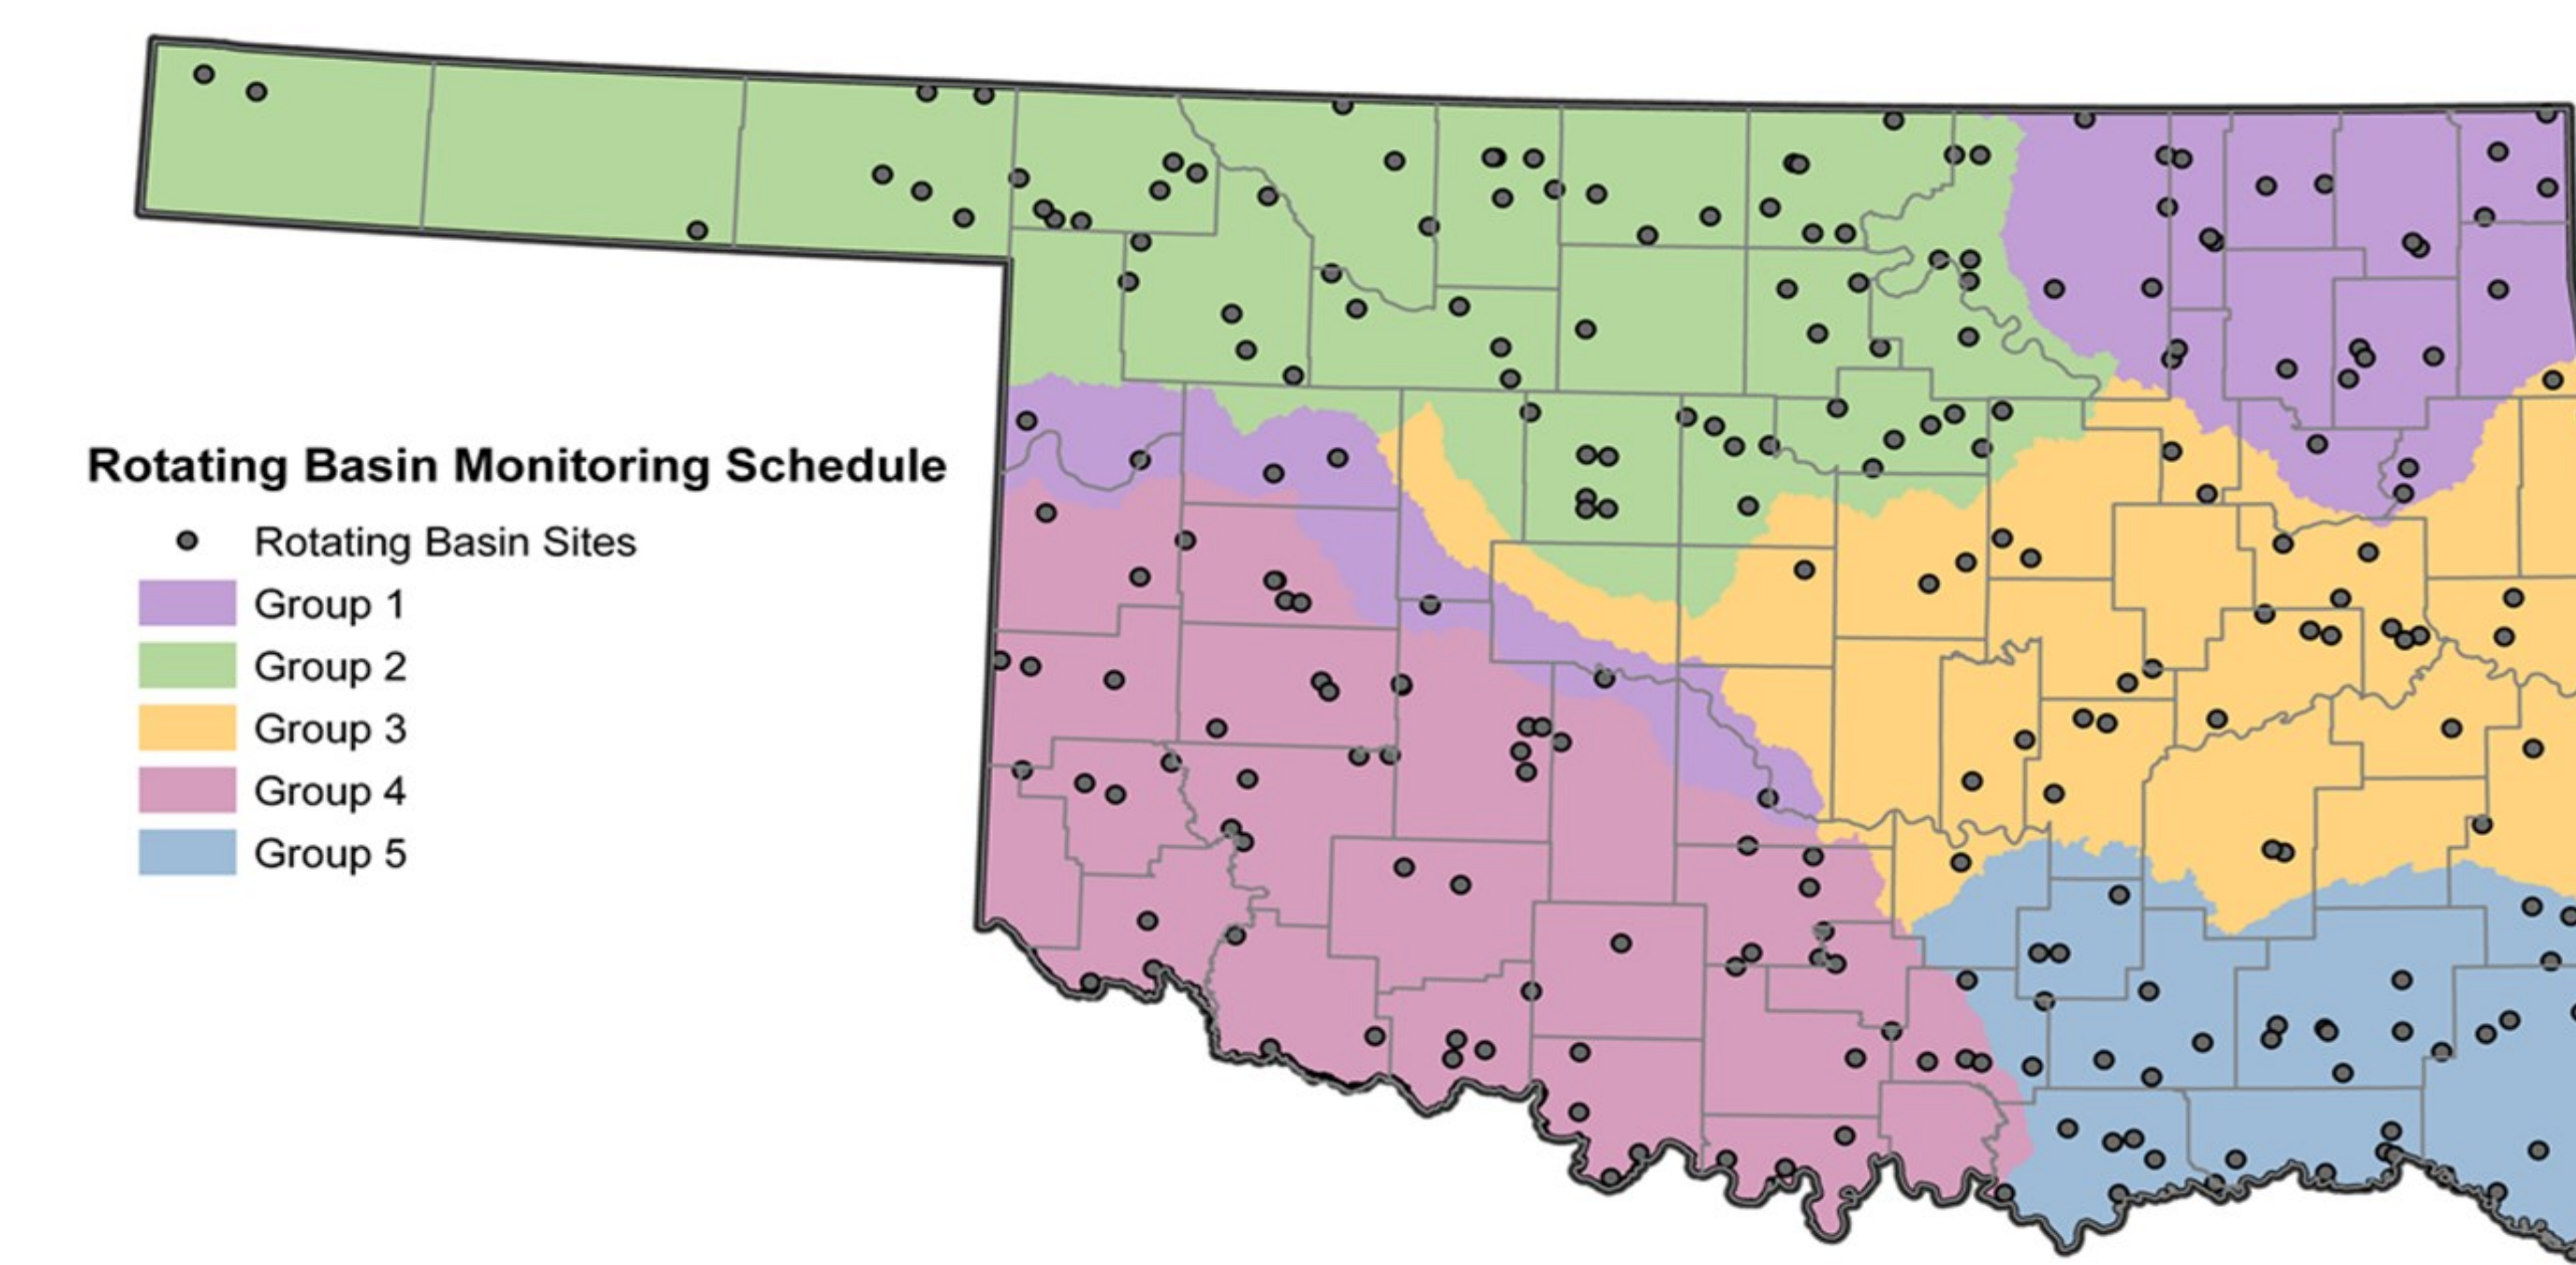 Rotating Basin Monitoring Schedule
Rotating Basin Sites
Group 1
Group 2
Group 3
Group 4
Group 5